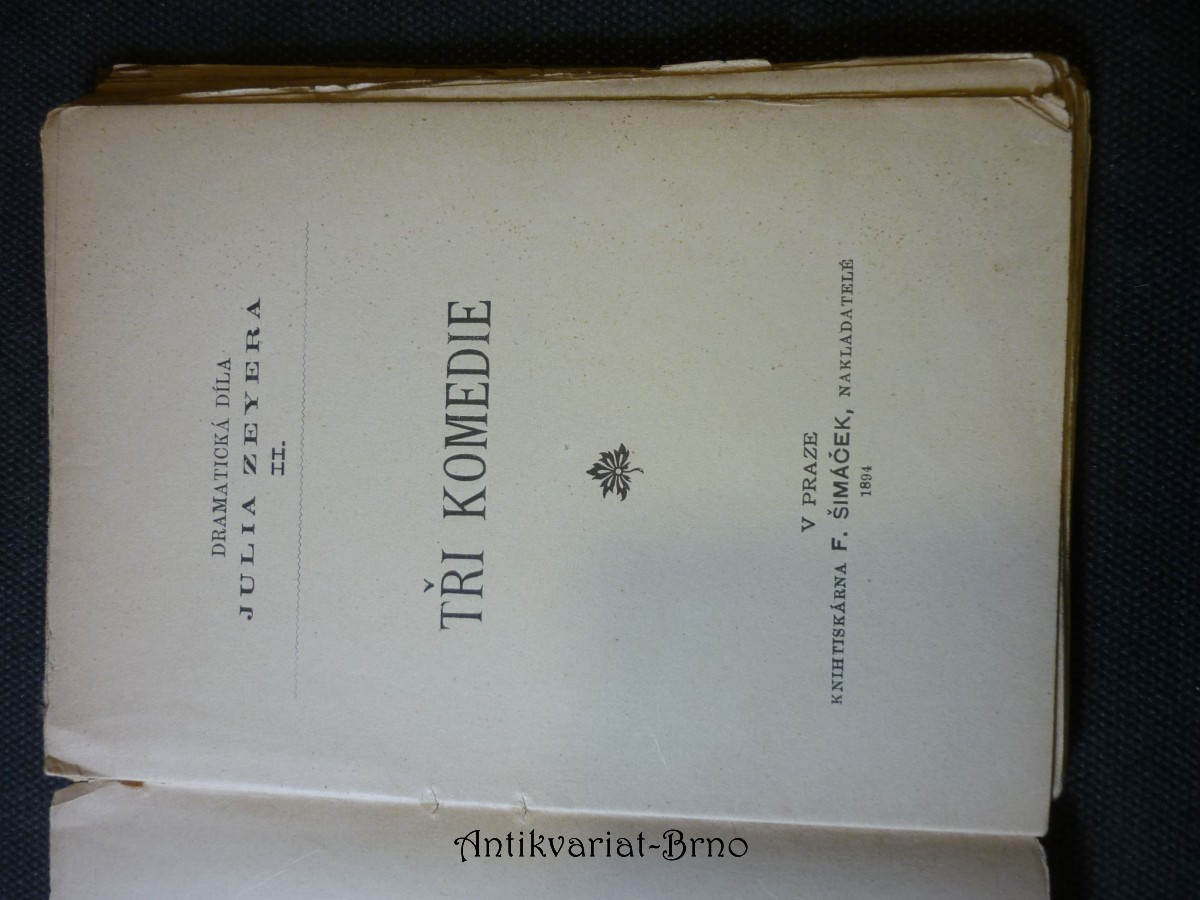 DRAMATICKÁ DÍLA
JULIA ZEYERA
II.
TŘI KOMEDIE
V PRAZE
KNIHTISKÁRNA F. ŠIMÁČEK, NAKLADATELÉ
1894
Antikvariat-Brno